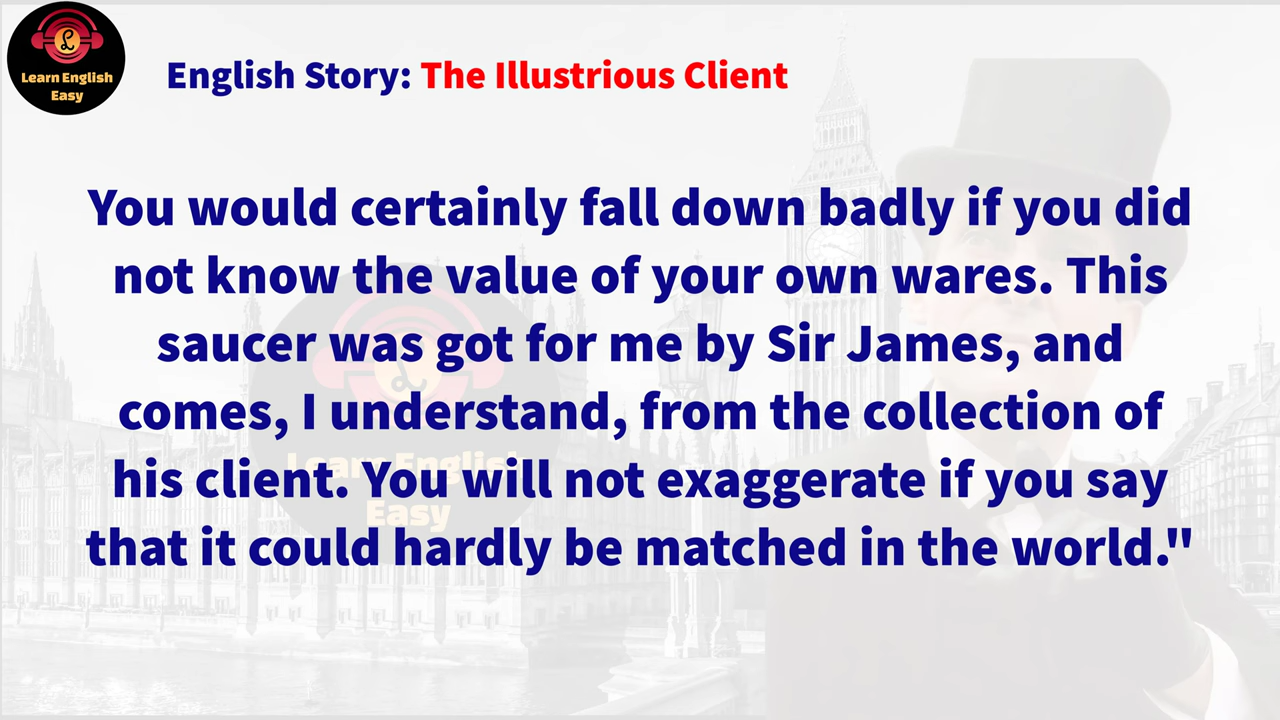 Learn English
Easy
English Story: The Illustrious Client
You would certainly fall down badly if you did
not know the value of your own wares. This
saucer was got for me by Sir James, and
comes, I understand, from the collection of
his client. You will not exaggerate if you say
that it could hardly be matched in the world."
Learn English
Easy